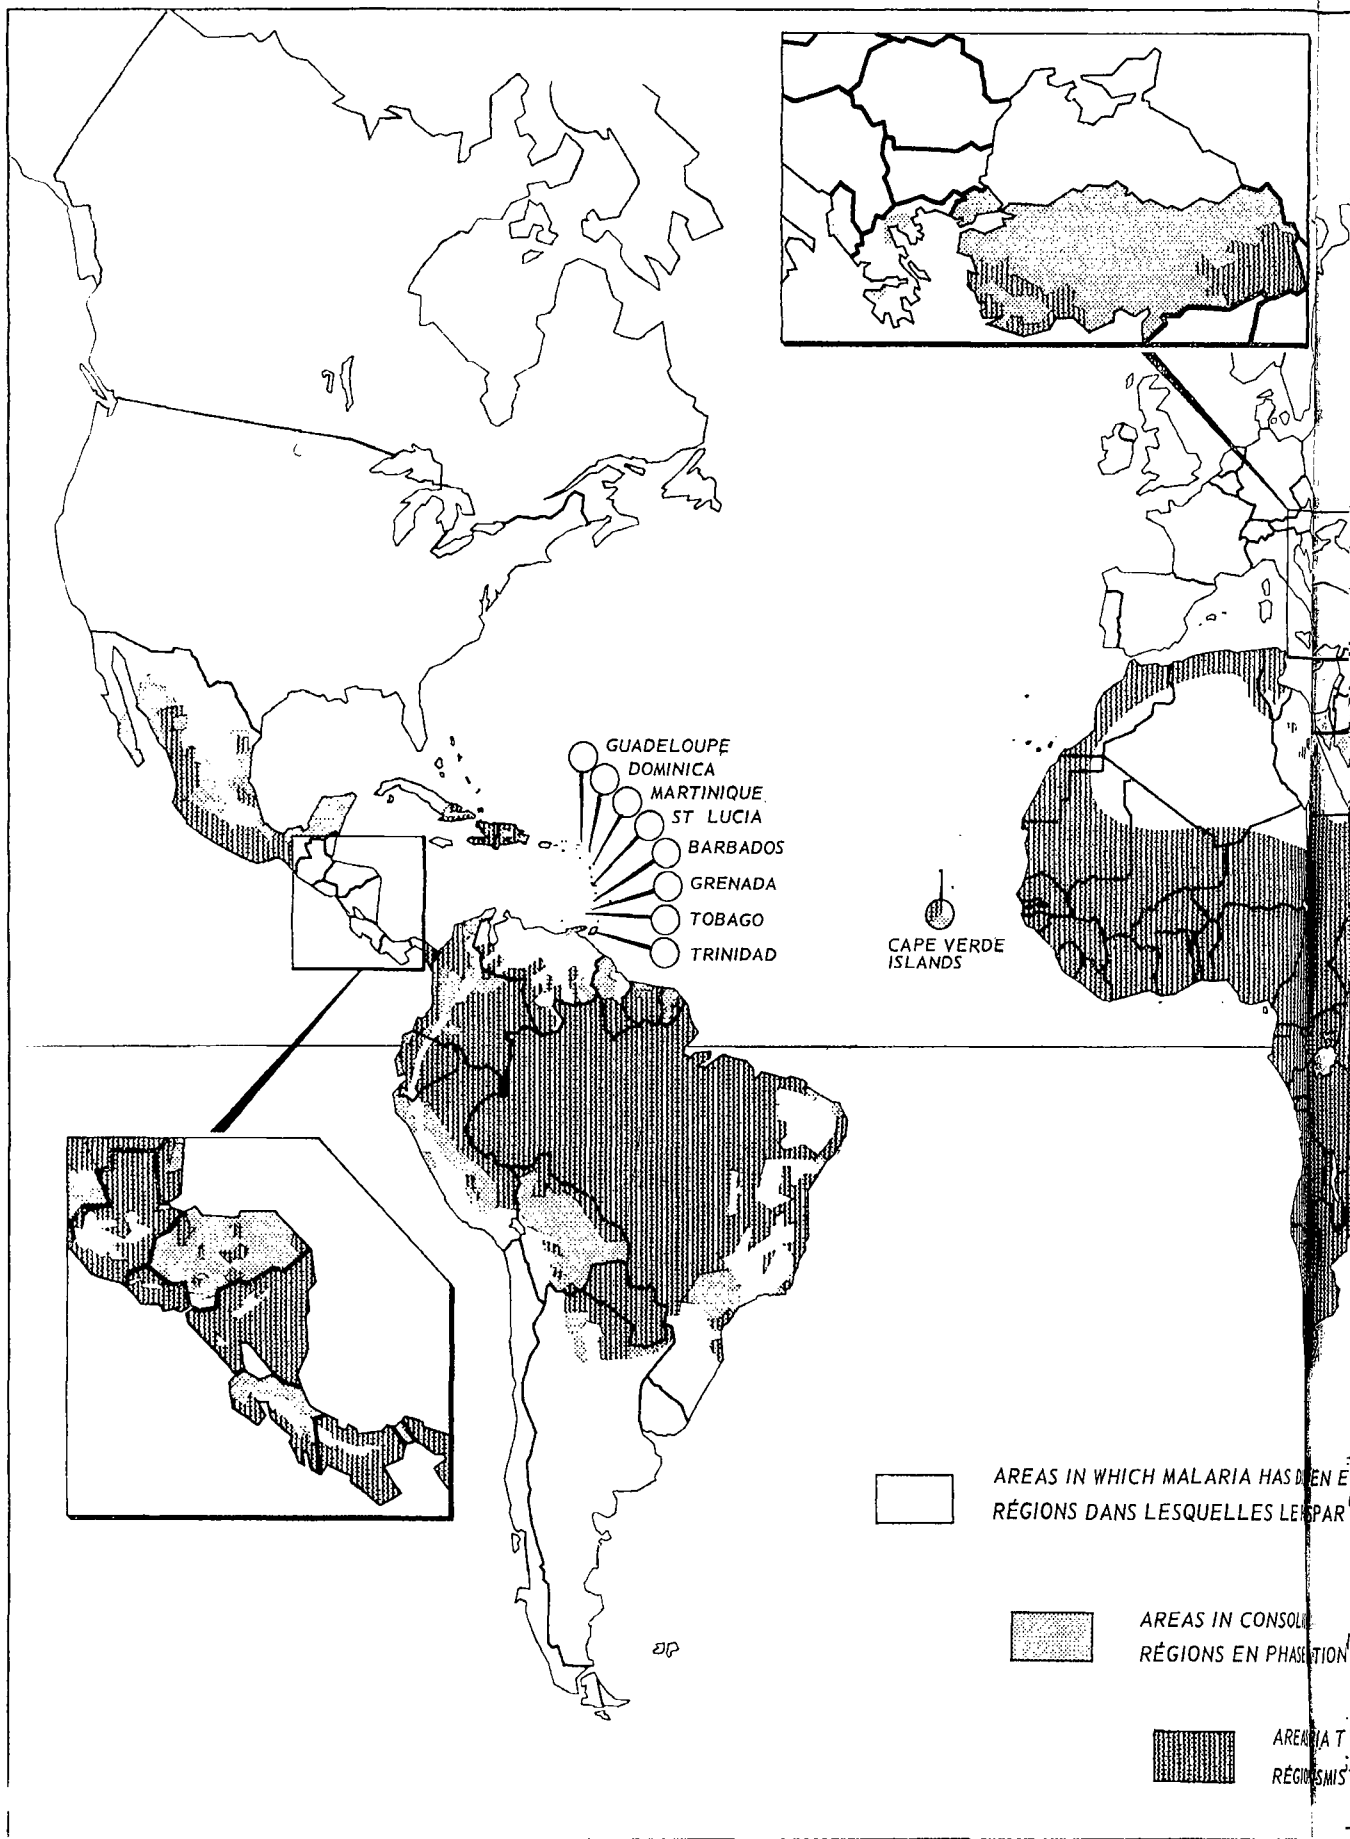 GUADELOUPE
DOMINICA
MARTINIQUE
ST LUCIA
BARBADOS
GRENADA
TOBAGO
TRINIDAD
CAPE VERDE
ISLANDS
AREAS IN WHICH MALARIA HAS
RÉGIONS DANS LESQUELLES
AREAS IN
RÉGIONS EN